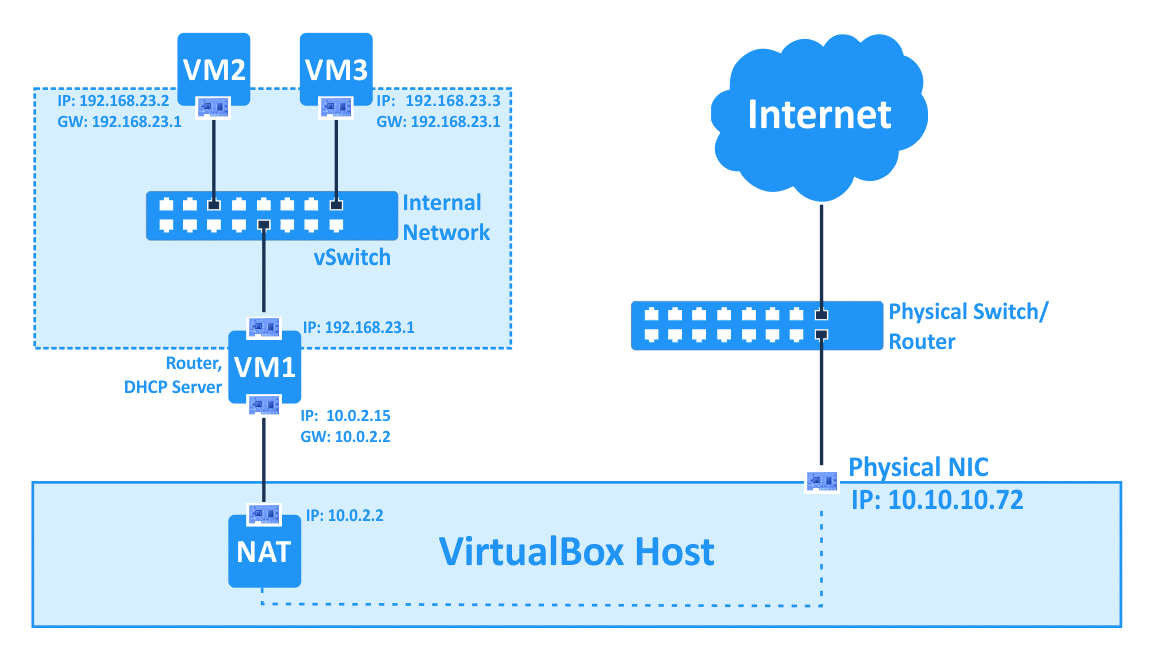 VM2
VM3
IP: 192.168.23.2
GW: 192.168.23.1
IP: 192.168.23.3
GW: 192.168.23.1
Internet
Internal
Network
vSwitch
IP: 192.168.23.1
Router,
DHCP Server
VM1
IP: 10.0.2.15
GW: 10.0.2.2
Physical Switch/
Router
Physical NIC
IP: 10.10.10.72
IP: 10.0.2.2
NAT
VirtualBox Host